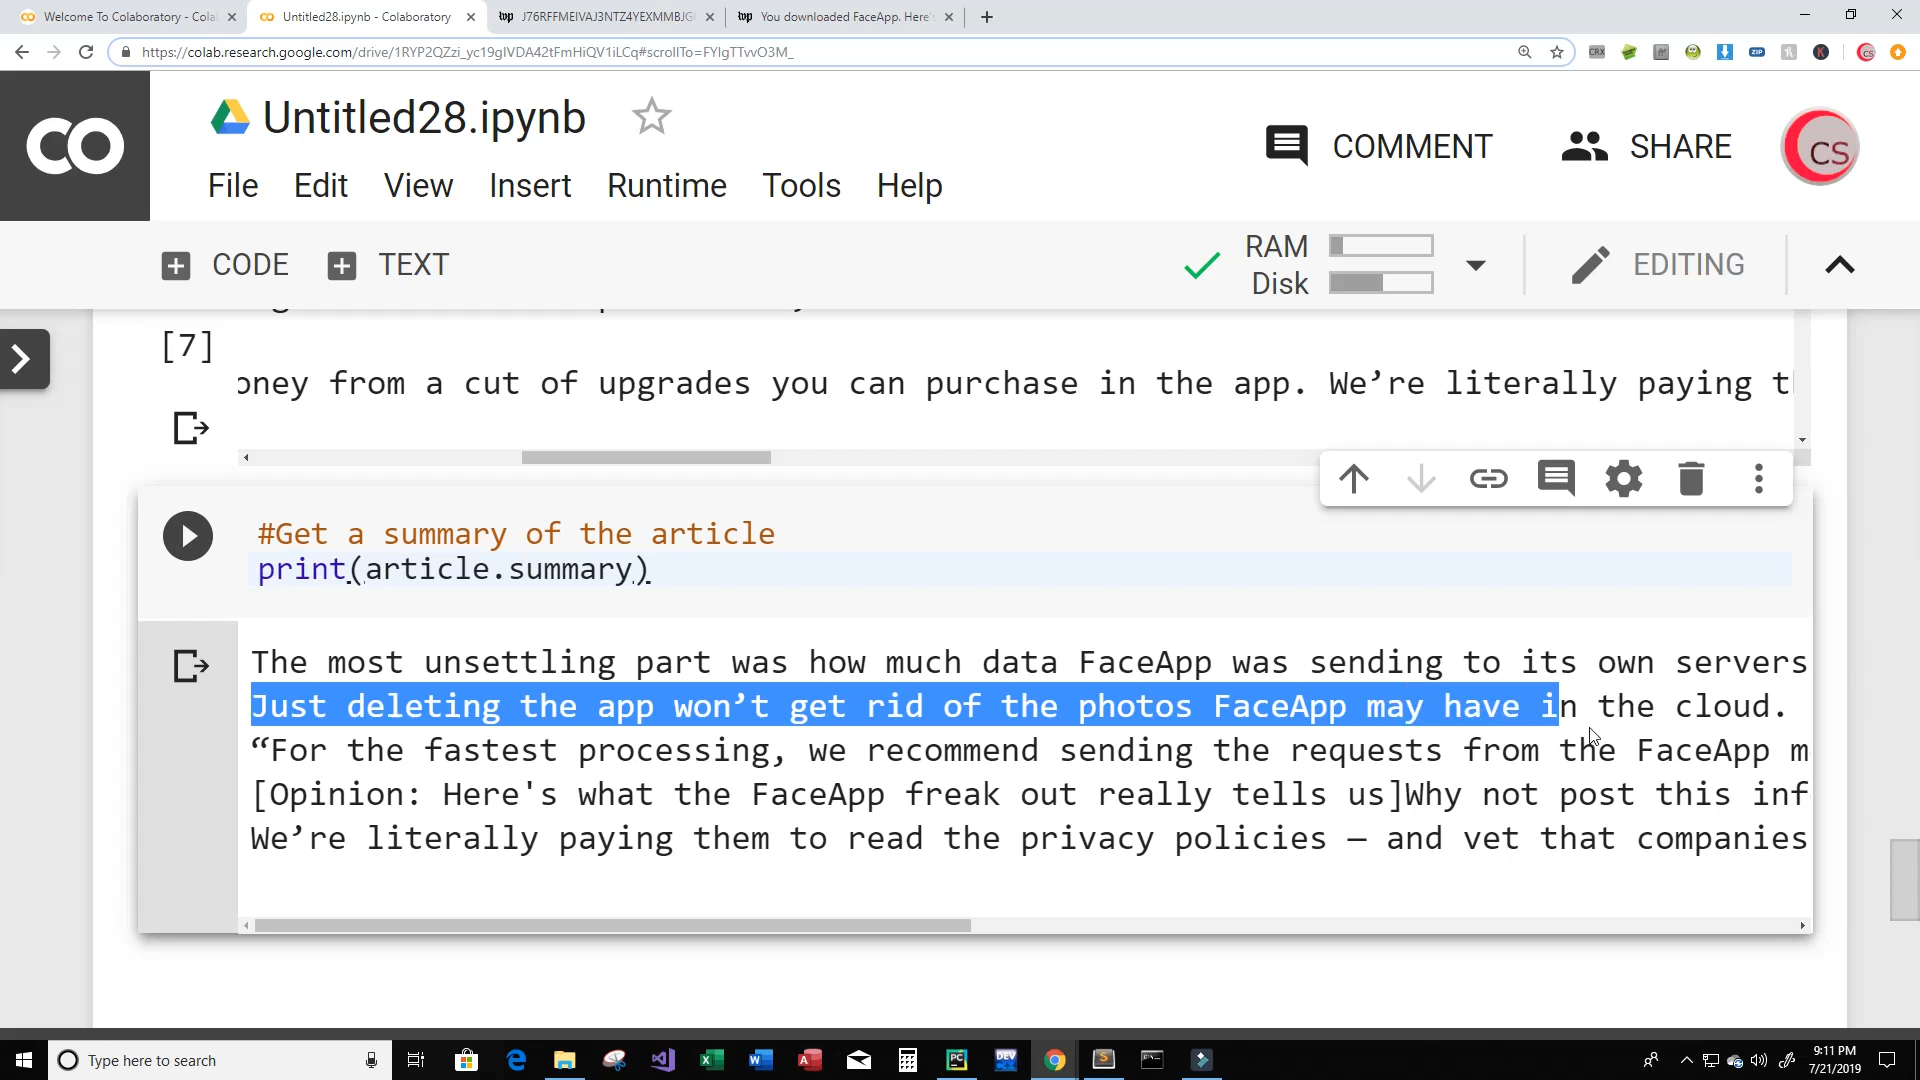 Welcome To Colaboratory - Cola
Untitled28.ipynb - Colaboratory
J76RFFMEIVAJ3NTZ4YEXMMBJG
You downloaded FaceApp. Here'
https://colab.research.google.com/drive/1RYP2QZzi_yc19gIVDA42tFmHiQV1iLCq#scrollTo=FYIgTTvvO3M_
CO
Untitled28.ipynb
COMMENT
SHARE
CS
File Edit View Insert Runtime Tools Help
CODE
TEXT
RAM
Disk
EDITING
[7]
oney from a cut of upgrades you can purchase in the app. We’re literally paying t
#Get a summary of the article
print(article.summary)
The most unsettling part was how much data FaceApp was sending to its own servers
Just deleting the app won’t get rid of the photos FaceApp may have in the cloud.
“For the fastest processing, we recommend sending the requests from the FaceApp m
[Opinion: Here's what the FaceApp freak out really tells us]Why not post this inf
We’re literally paying them to read the privacy policies — and vet that companies
Type here to search
9:11 PM
7/21/2019